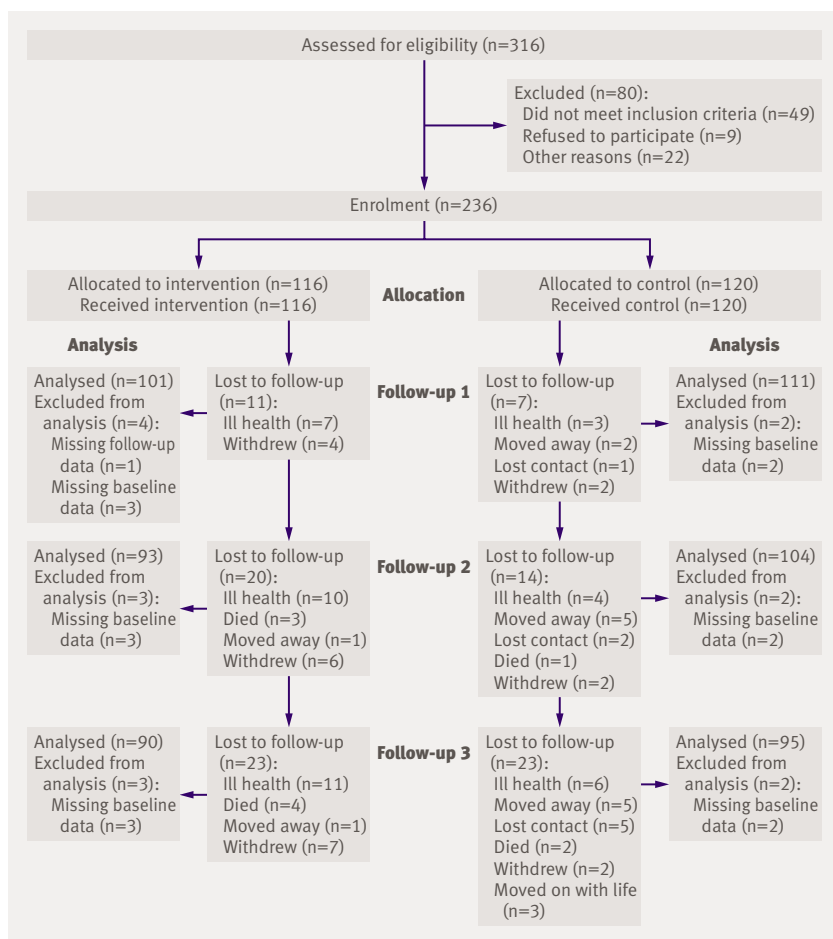 Assessed for eligibility (n=316)
Excluded (n=80):
Did not meet inclusion criteria (n=49)
Refused to participate (n=9)
Other reasons (n=22)
Enrolment (n=236)
Allocated to intervention (n=116)
Received intervention (n=116)
Allocation
Allocated to control (n=120)
Received control (n=120)
Analysis
Analysis
Analysed (n=101)
Excluded from
analysis (n=4):
Missing follow-up
data (n=1)
Missing baseline
data (n=3)
Lost to follow-up
(n=11):
Ill health (n=7)
Withdrew (n=4)
Follow-up 1
Lost to follow-up
(n=7):
Ill health (n=3)
Moved away (n=2)
Lost contact (n=1)
Withdrew (n=2)
Analysed (n=111)
Excluded from
analysis (n=2):
Missing baseline
data (n=2)
Analysed (n=93)
Excluded from
analysis (n=3):
Missing baseline
data (n=3)
Lost to follow-up
(n=20):
Ill health (n=10)
Died (n=3)
Moved away (n=1)
Withdrew (n=6)
Follow-up 2
Lost to follow-up
(n=14):
Ill health (n=4)
Moved away (n=5)
Lost contact (n=2)
Died (n=1)
Withdrew (n=2)
Analysed (n=104)
Excluded from
analysis (n=2):
Missing baseline
data (n=2)
Analysed (n=90)
Excluded from
analysis (n=3):
Missing baseline
data (n=3)
Lost to follow-up
(n=23):
Ill health (n=11)
Died (n=4)
Moved away (n=1)
Withdrew (n=7)
Follow-up 3
Lost to follow-up
(n=23):
Ill health (n=6)
Moved away (n=5)
Lost contact (n=5)
Died (n=2)
Withdrew (n=2)
Moved on with life
(n=3)
Analysed (n=95)
Excluded from
analysis (n=2):
Missing baseline
data (n=2)